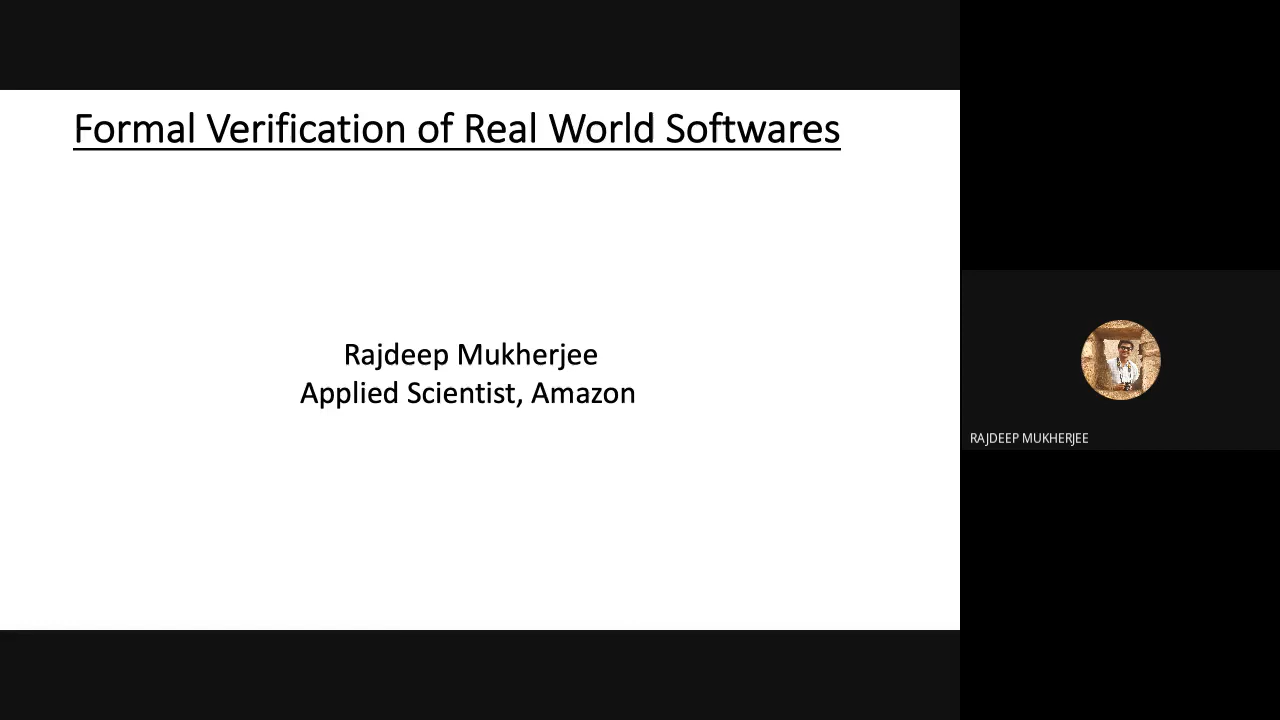 Formal Verification of Real World Softwares
Rajdeep Mukherjee
Applied Scientist, Amazon
RAJDEEP MUKHERJEE